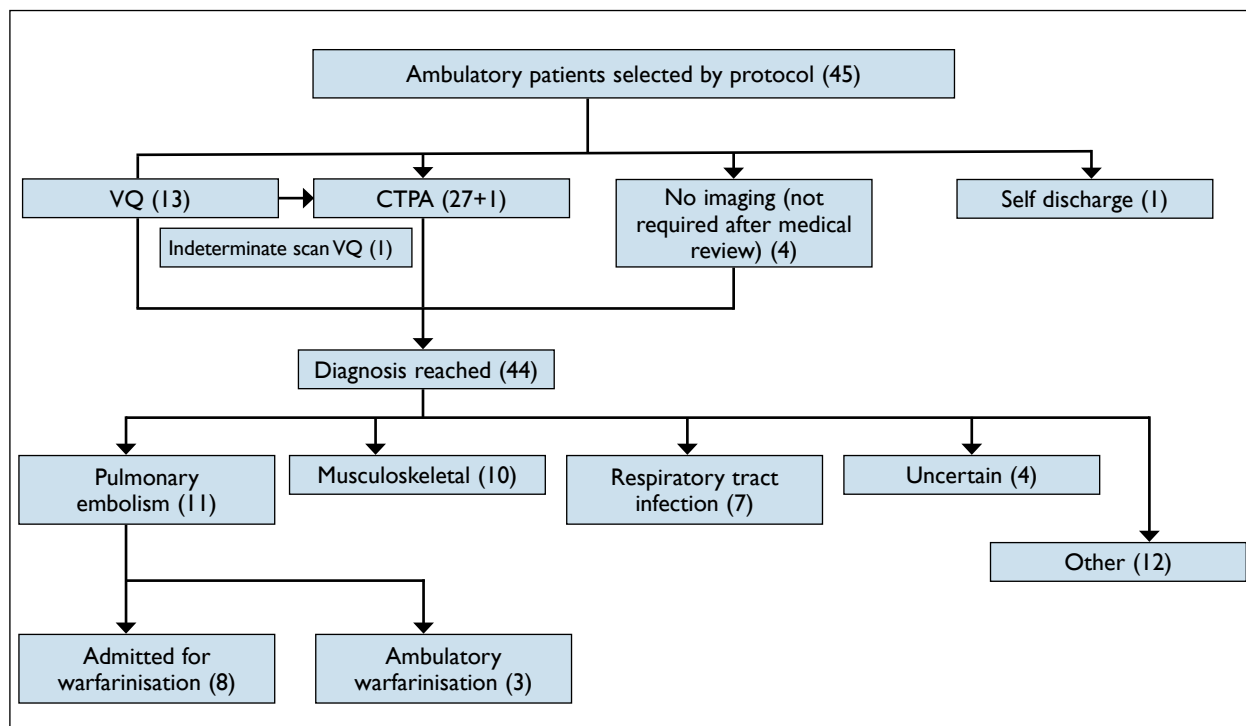 Ambulatory patients selected by protocol (45)
VQ (13)
CTPA (27+1)
No imaging (not
required after medical
review) (4)
Self discharge (1)
Indeterminate scan VQ (1)
Diagnosis reached (44)
Pulmonary
embolism (11)
Musculoskeletal (10)
Respiratory tract
infection (7)
Uncertain (4)
Other (12)
Admitted for
warfarinisation (8)
Ambulatory
warfarinisation (3)